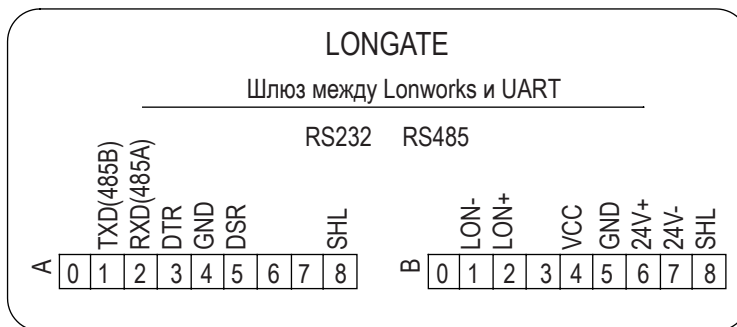 LONGATE
Шлюз между Lonworks и UART
RS232 RS485
TXD(485B) RXD(485A) DTR GND DSR SHL
A 0 1 2 3 4 5 6 7 8
LON- LON+ VCC GND 24V+ 24V- SHL
B 0 1 2 3 4 5 6 7 8